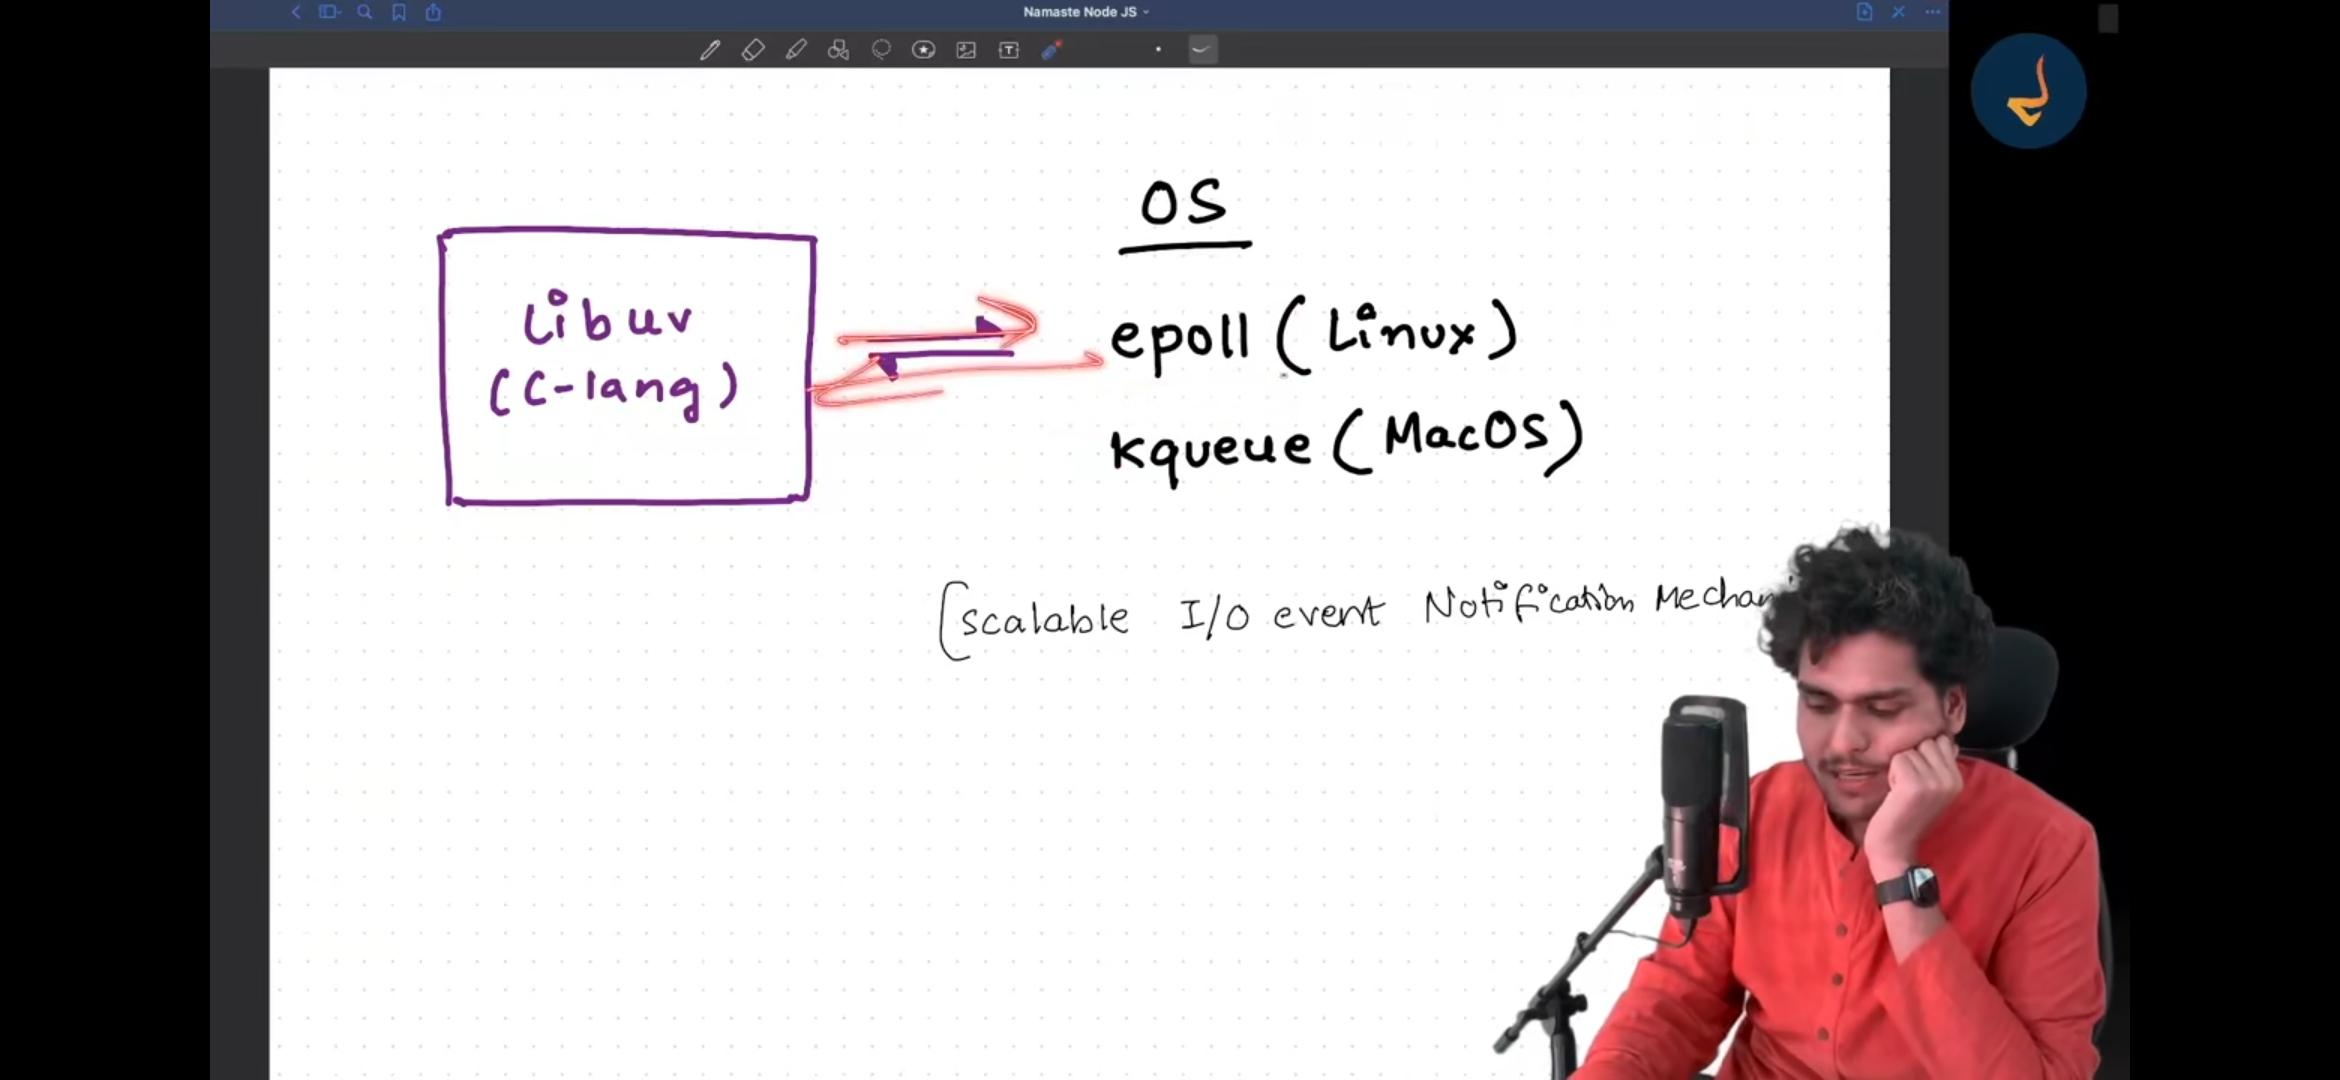 Namaste Node JS
OS
Libuv
(C-lang)
epoll (Linux)
kqueue (MacOS)
[scalable I/O event Notification